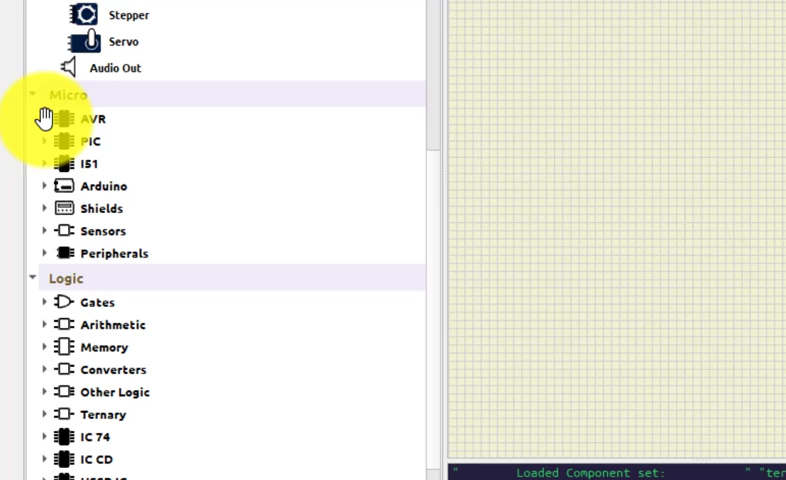 Stepper
Servo
Audio Out
Micro
AVR
PIC
I51
Arduino
Shields
Sensors
Peripherals
Logic
Gates
Arithmetic
Memory
Converters
Other Logic
Ternary
IC 74
IC CD
" Loaded Component set: " "ter